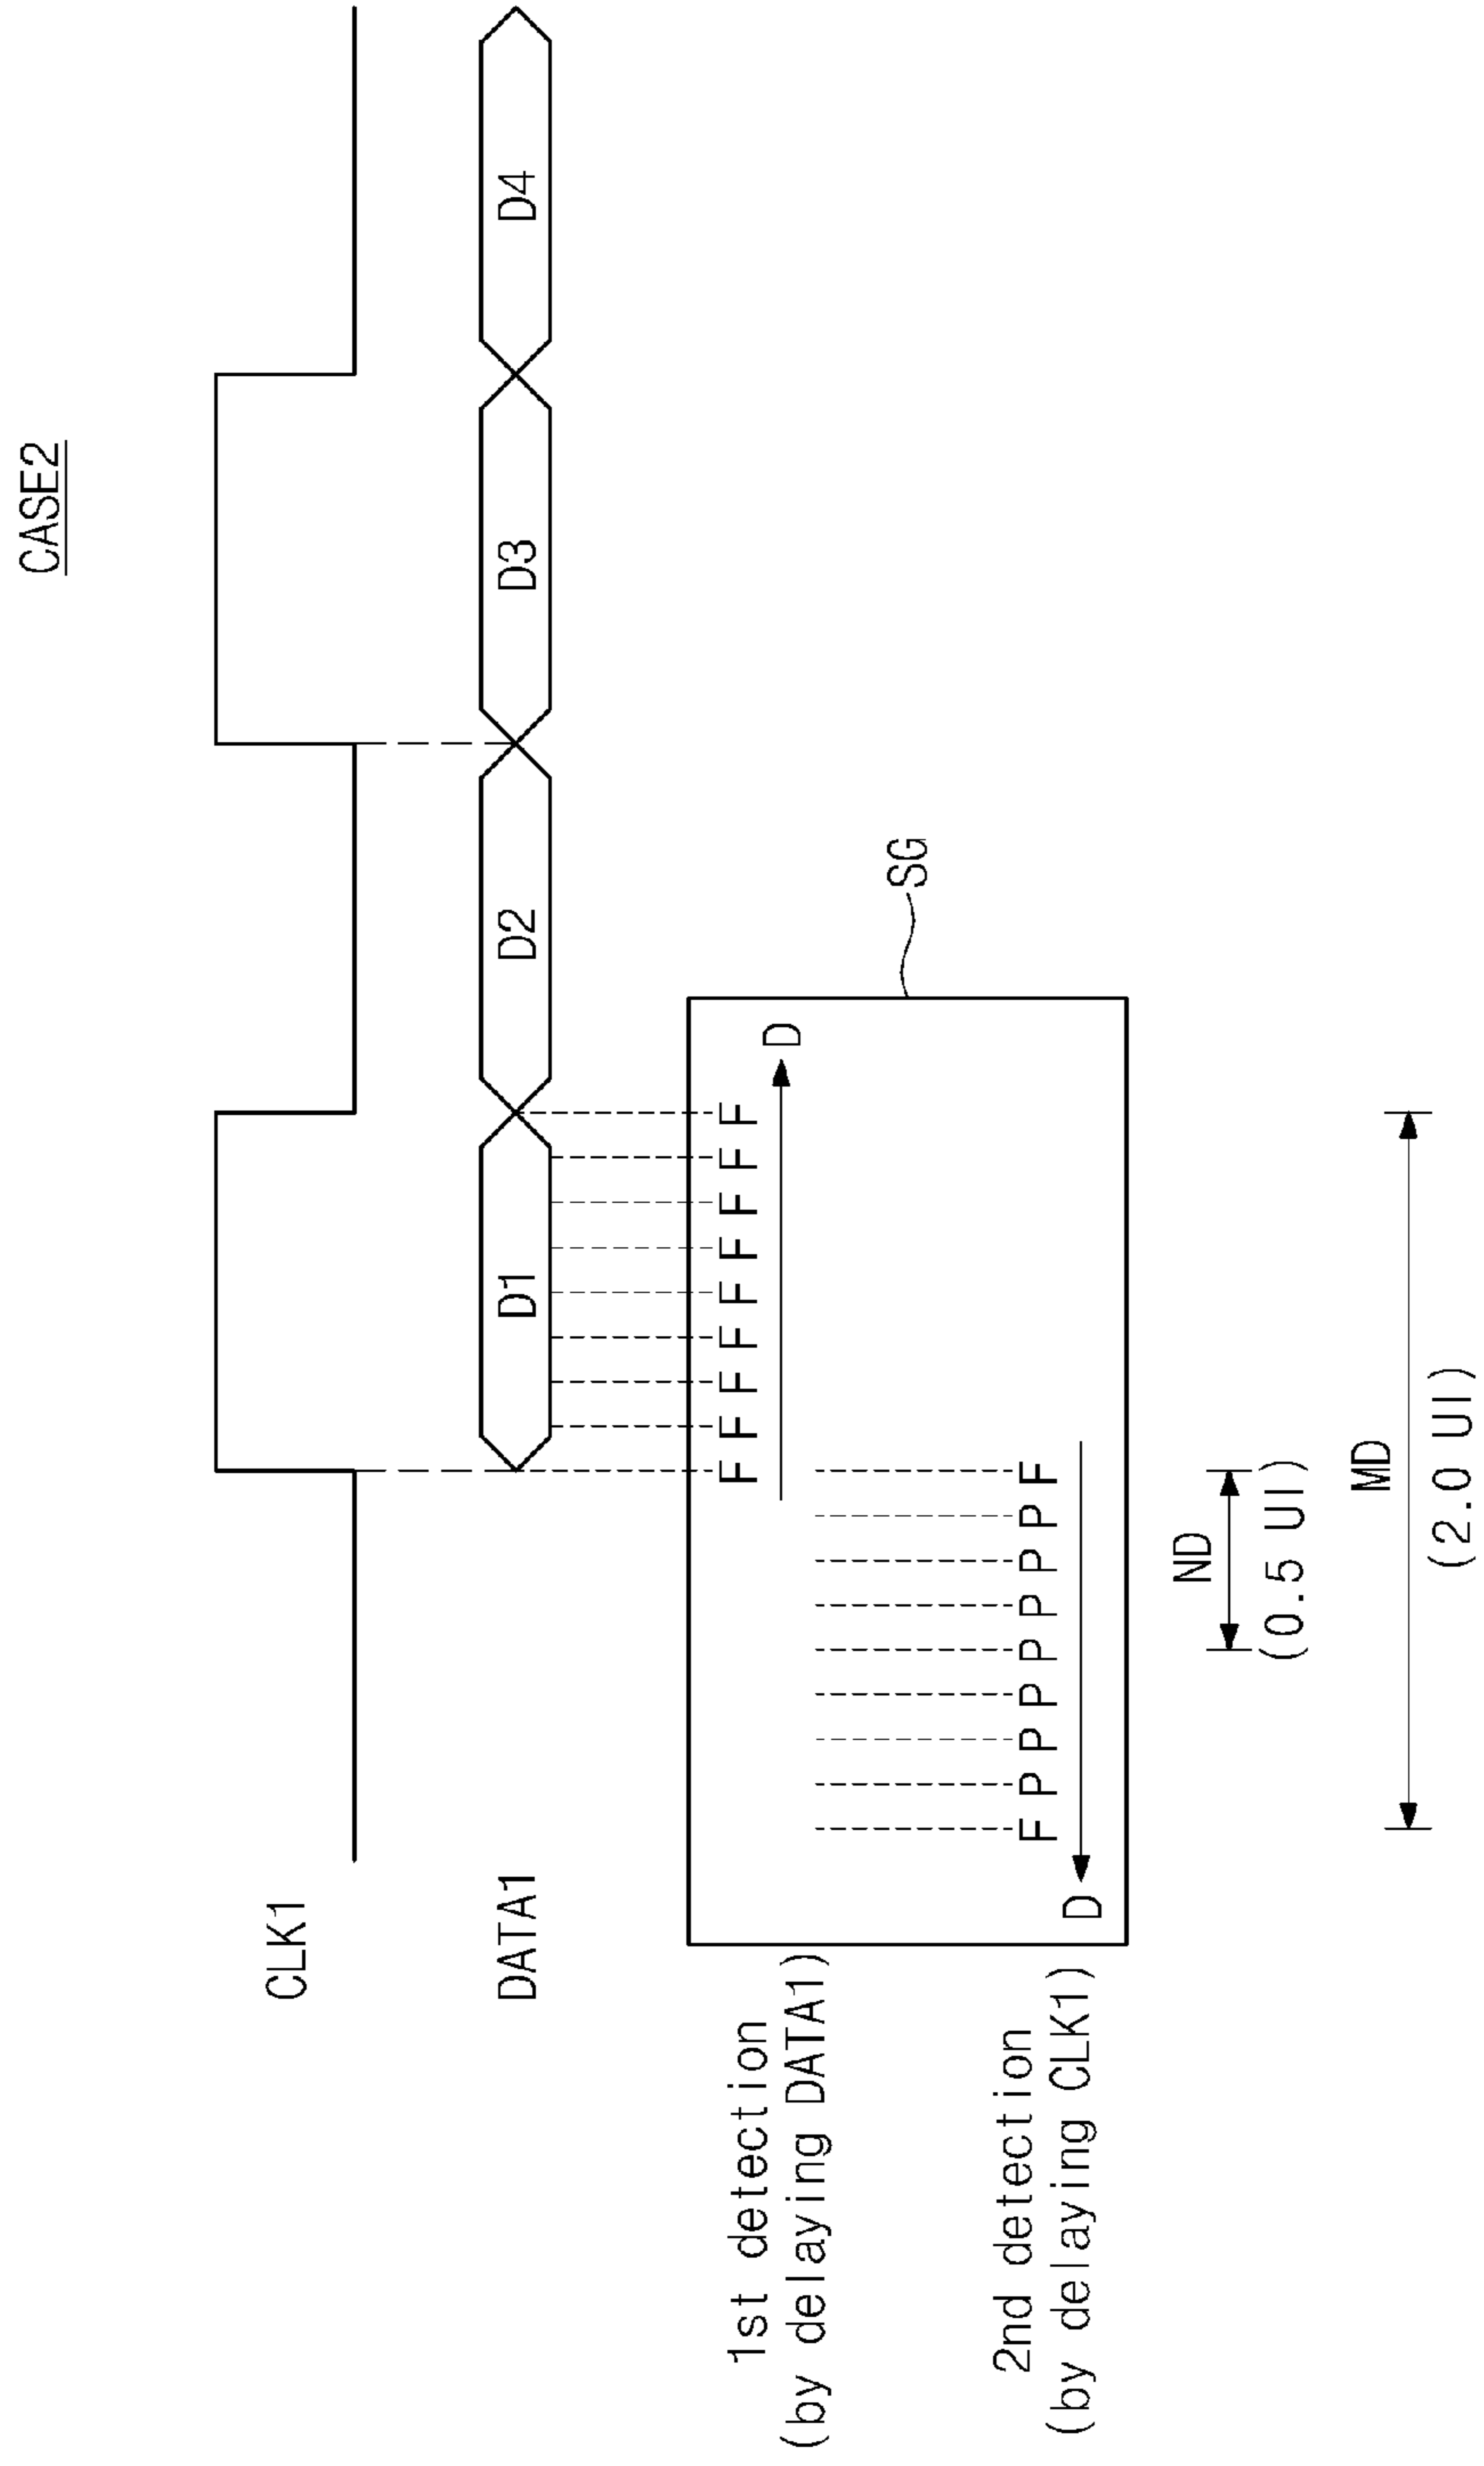 CASE2
CLK1
DATA1 D1 D2 D3 D4
SG
1st detection F F F F F F F F F
(by delaying DATA1) D
2nd detection F P P P P P P P F
(by delaying CLK1) D
ND
(0.5 UI)
MD
(2.0 UI)